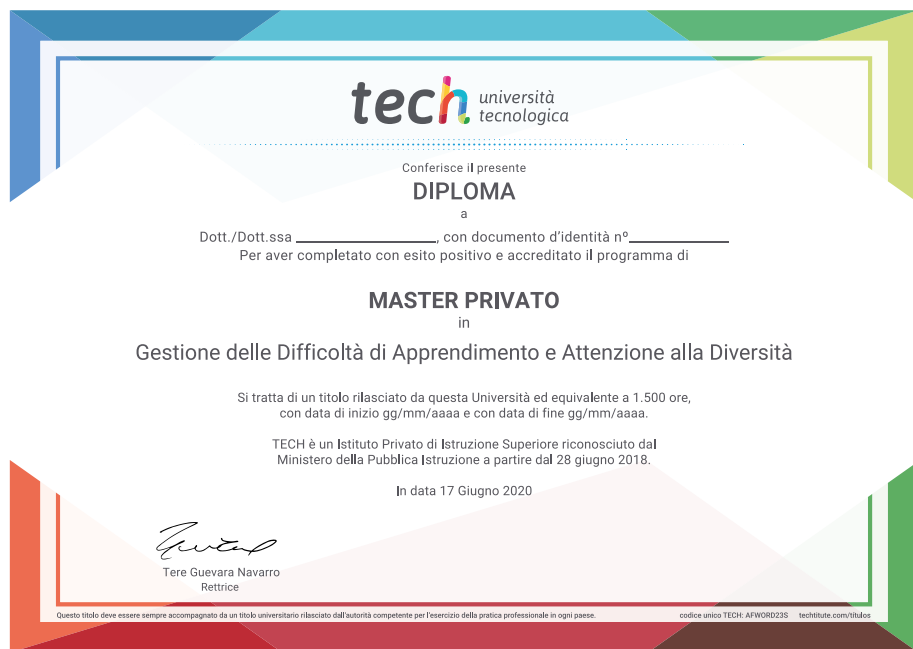 tech università
tecnologica
Conferisce il presente
DIPLOMA
a
Dott./Dott.ssa ________________, con documento d'identità nº____________
Per aver completato con esito positivo e accreditato il programma di
MASTER PRIVATO
in
Gestione delle Difficoltà di Apprendimento e Attenzione alla Diversità
Si tratta di un titolo rilasciato da questa Università ed equivalente a 1.500 ore,
con data di inizio gg/mm/aaaa e con data di fine gg/mm/aaaa.
TECH è un Istituto Privato di Istruzione Superiore riconosciuto dal
Ministero della Pubblica Istruzione a partire dal 28 giugno 2018.
In data 17 Giugno 2020
Tere Guevara Navarro
Rettrice
Questo titolo deve essere sempre accompagnato da un titolo universitario rilasciato dall'autorità competente per l'esercizio della pratica professionale in ogni paese. codice unico TECH: AFWORD23S techtitute.com/titulos